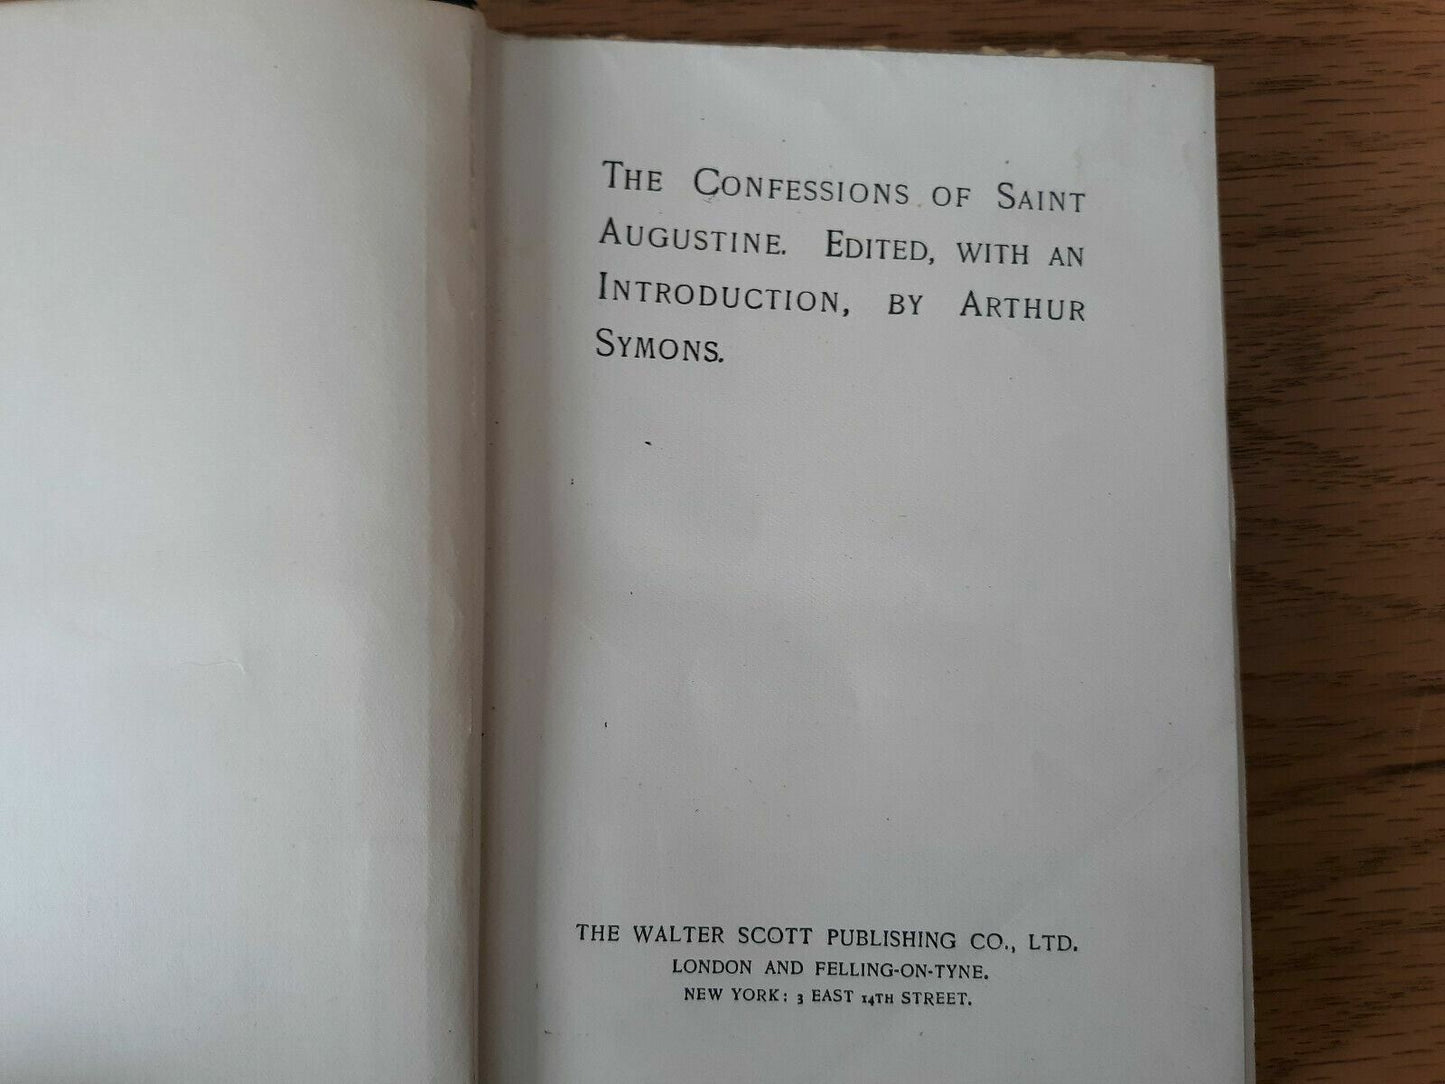 THE CONFESSIONS OF SAINT
AUGUSTINE. EDITED, WITH AN
INTRODUCTION, BY ARTHUR
SYMONS.
THE WALTER SCOTT PUBLISHING CO., LTD.
LONDON AND FELLING-ON-TYNE.
NEW YORK: 3 EAST 14TH STREET.